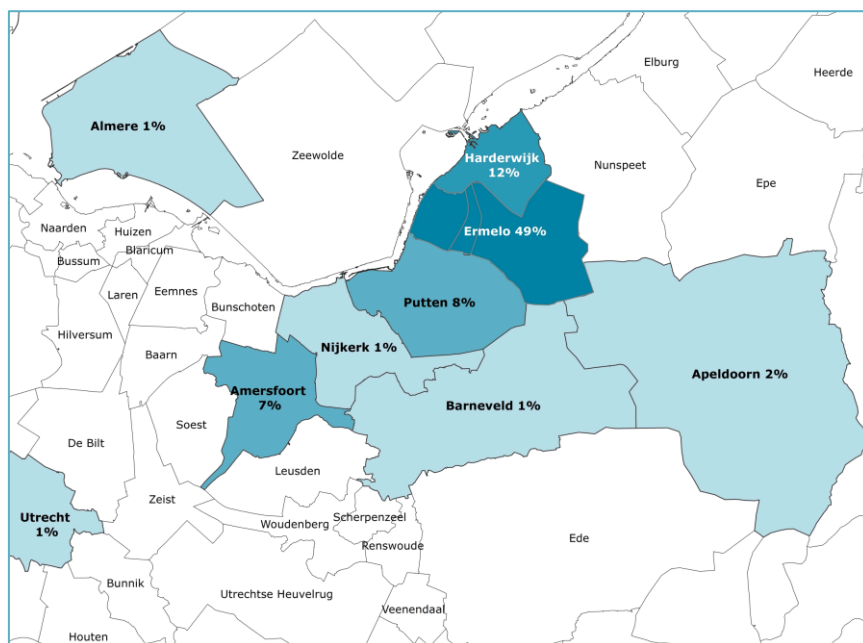 Elburg
Heerde
Almere 1%
Zeewolde
Harderwijk
12%
Nunspeet
Epe
Naarden
Huizen
Ermelo 49%
Blaricum
Bussum
Laren
Eemnes
Bunschoten
Putten 8%
Hilversum
Baarn
Nijkerk 1%
Apeldoorn 2%
Amersfoort
7%
Barneveld 1%
Soest
De Bilt
Leusden
Zeist
Utrecht
1%
Scherpenzeel
Woudenberg
Ede
Renswoude
Bunnik
Utrechtse Heuvelrug
Veenendaal
Houten